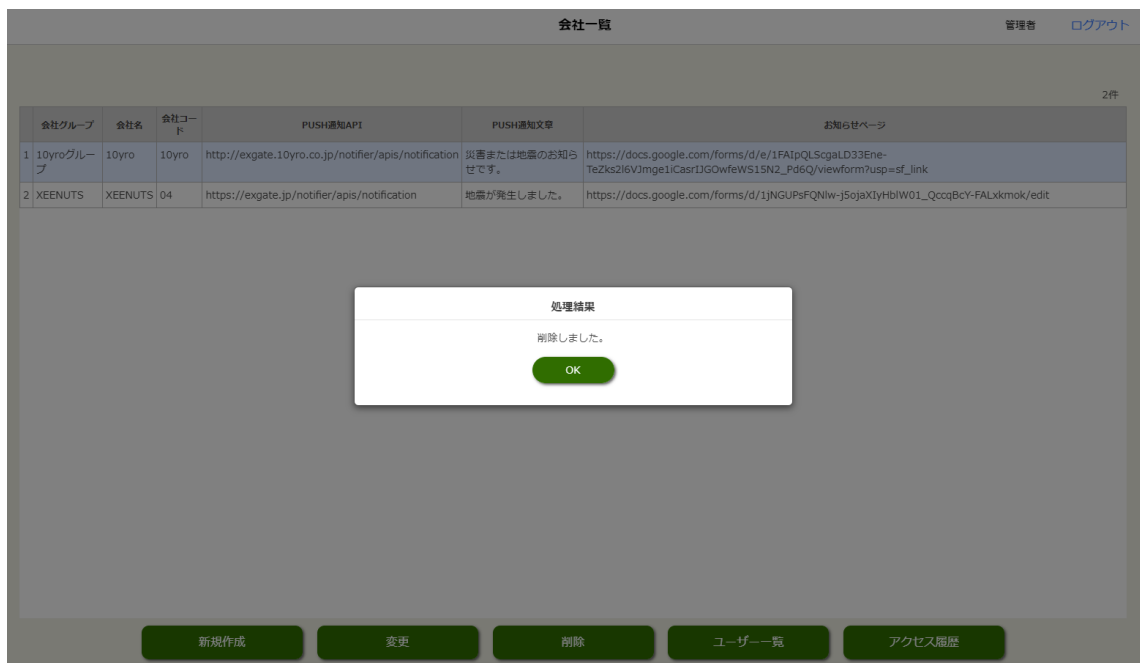 会社一覧
管理者
ログアウト
2件
会社グループ 会社名 会社コー PUSH通知API PUSH通知文章 お知らせページ
ド
1 10yroグルー 10yro 10yro http://exgate.10yro.co.jp/notifier/apis/notification 災害または地震のお知ら https://docs.google.com/forms/d/e/1FAIpQLScgaLD33Ene-
プ せです。 TeZks2l6VJmge1iCasrIJGOwfeWS15N2_Pd6Q/viewform?usp=sf_link
2 XEENUTS XEENUTS 04 https://exgate.jp/notifier/apis/notification 地震が発生しました。 https://docs.google.com/forms/d/1jNGUPsFQNlw-j5ojaXIyHblW01_QccqBcY-FALxkmok/edit
処理結果
削除しました。
OK
新規作成 変更 削除 ユーザー一覧 アクセス履歴